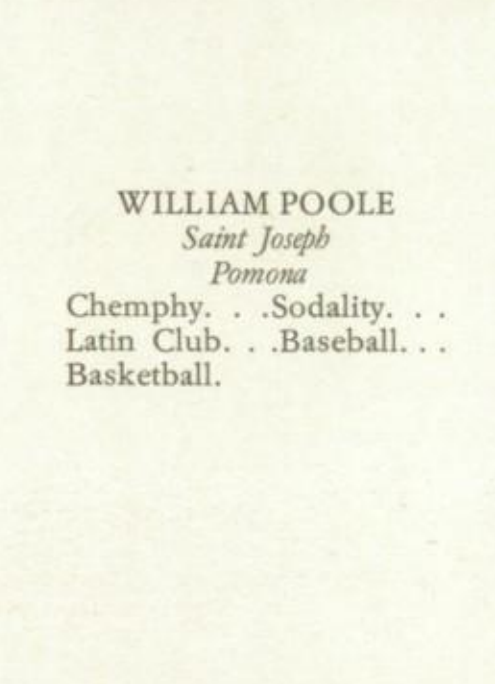 WILLIAM POOLE
Saint Joseph
Pomona
Chemphy. . .Sodality. . .
Latin Club. . .Baseball. . .
Basketball.